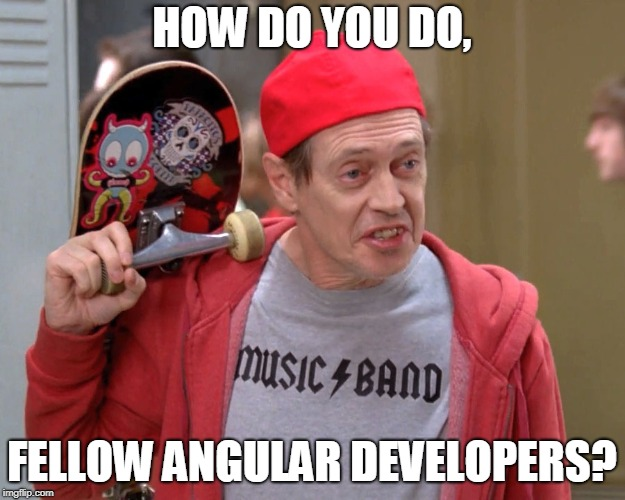 HOW DO YOU DO,
MUSIC⚡BAND
FELLOW ANGULAR DEVELOPERS?
imgflip.com